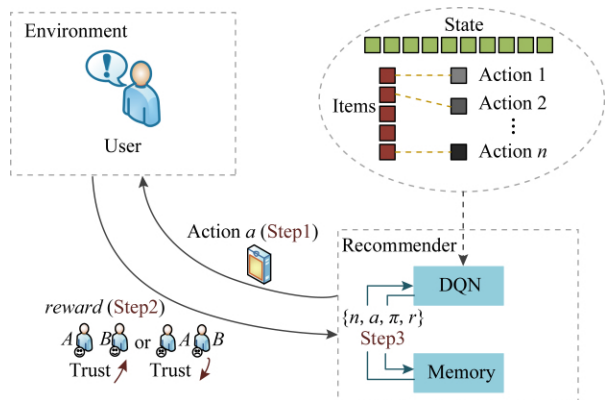 Environment
User
State
Items
Action 1
Action 2
⋮
Action n
Action a (Step1)
reward (Step2)
A B or A B
Trust Trust
Recommender
DQN
{n, a, π, r}
Step3
Memory